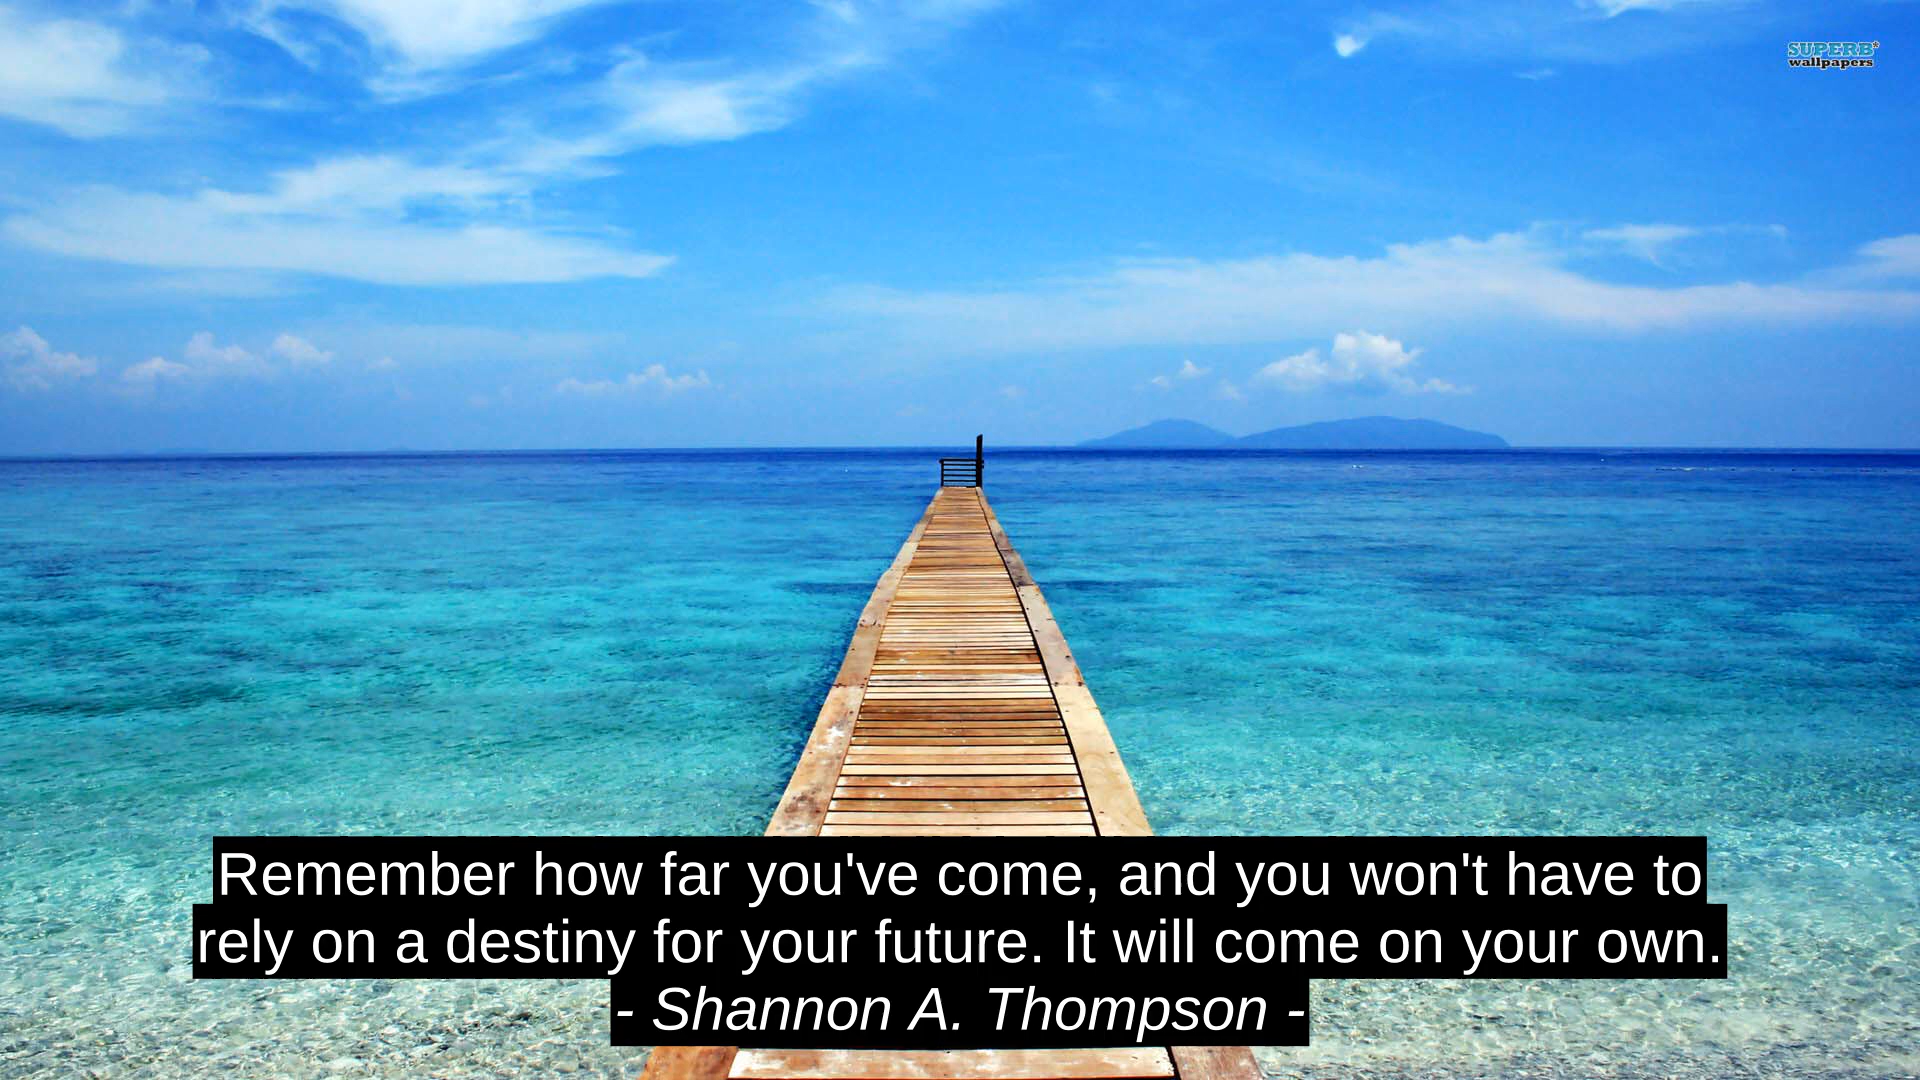 SUPERB
wallpapers
Remember how far you've come, and you won't have to
rely on a destiny for your future. It will come on your own.
- Shannon A. Thompson -